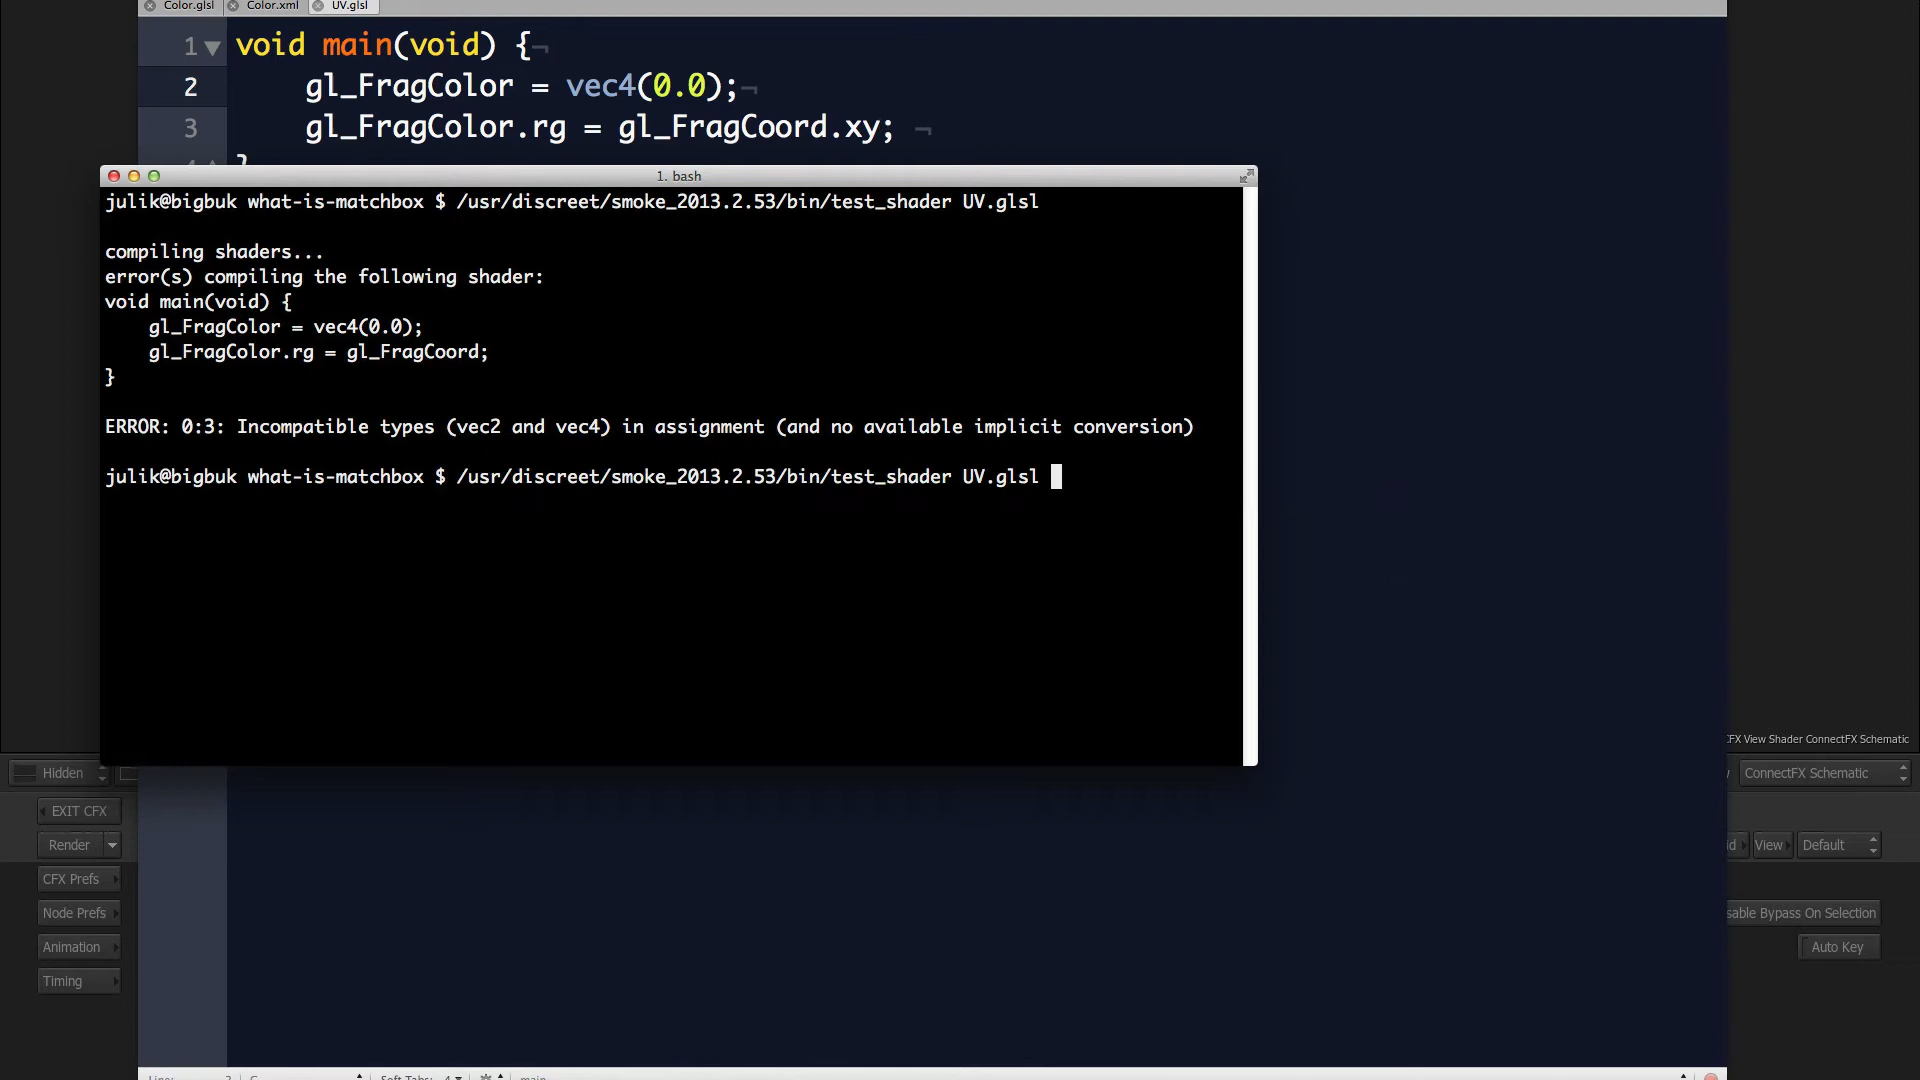 Color.glsl Color.xml UV.glsl
1 void main(void) {¬
2 gl_FragColor = vec4(0.0);¬
3 gl_FragColor.rg = gl_FragCoord.xy; ¬
1. bash
julik@bigbuk what-is-matchbox $ /usr/discreet/smoke_2013.2.53/bin/test_shader UV.glsl
compiling shaders...
error(s) compiling the following shader:
void main(void) {
gl_FragColor = vec4(0.0);
gl_FragColor.rg = gl_FragCoord;
}
ERROR: 0:3: Incompatible types (vec2 and vec4) in assignment (and no available implicit conversion)
julik@bigbuk what-is-matchbox $ /usr/discreet/smoke_2013.2.53/bin/test_shader UV.glsl
View Shader ConnectFX Schematic
Hidden ConnectFX Schematic
EXIT CFX
Render View Default
CFX Prefs
Node Prefs Bypass On Selection
Animation Auto Key
Timing